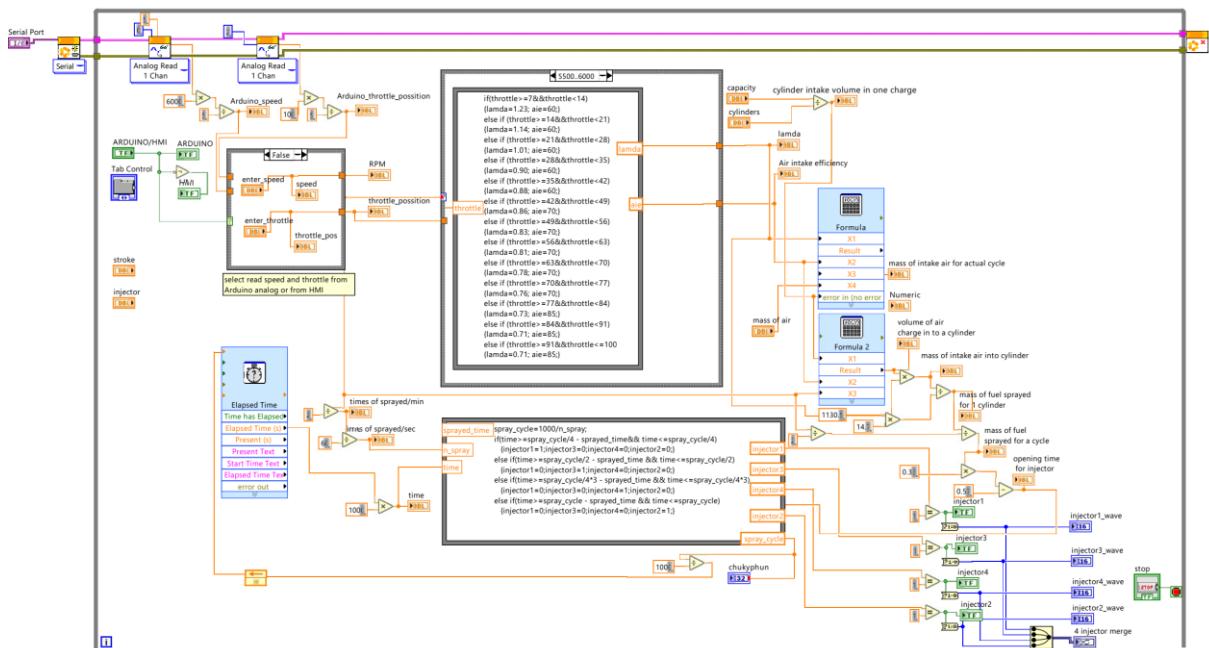 Serial Port
Serial
Analog Read
1 Chan
Analog Read
1 Chan
Arduino_speed
Arduino_throttle_possition
ARDUINO/HMI
ARDUINO
HMI
Tab Control
False
enter_speed
speed
enter_throttle
throttle_pos
RPM
throttle_possition
select read speed and throttle from
Arduino analog or from HMI
stroke
injector
5500..6000
throttle
if(throttle>=7&&throttle<14)
{lamda=1.23; aie=60;}
else if (throttle>=14&&throttle<21)
{lamda=1.14; aie=60;}
else if (throttle>=21&&throttle<28)
{lamda=1.01; aie=60;}
else if (throttle>=28&&throttle<35)
{lamda=0.90; aie=60;}
else if (throttle>=35&&throttle<42)
{lamda=0.88; aie=60;}
else if (throttle>=42&&throttle<49)
{lamda=0.86; aie=70;}
else if (throttle>=49&&throttle<56)
{lamda=0.83; aie=70;}
else if (throttle>=56&&throttle<63)
{lamda=0.81; aie=70;}
else if (throttle>=63&&throttle<70)
{lamda=0.78; aie=70;}
else if (throttle>=70&&throttle<77)
{lamda=0.76; aie=70;}
else if (throttle>=77&&throttle<84)
{lamda=0.73; aie=85;}
else if (throttle>=84&&throttle<91)
{lamda=0.71; aie=85;}
else if (throttle>=91&&throttle<=100
{lamda=0.71; aie=85;}
lamda
aie
capacity
cylinders
cylinder intake volume in one charge
lamda
Air intake efficiency
Formula
X1
Result
X2
X3
X4
error in (no error
mass of intake air for actual cycle
Numeric
mass of air
Formula 2
X1
Result
X2
X3
volume of air
charge in to a cylinder
mass of intake air into cylinder
mass of fuel sprayed
for 1 cylinder
mass of fuel
sprayed for a cycle
opening time
for injector
1130
14.
0.3
0.5
Elapsed Time
Time has Elapsed
Elapsed Time (s)
Present (s)
Present Text
Start Time Text
Elapsed Time Tex
error out
times of sprayed/min
imes of sprayed/sec
time
sprayed_time
n_spray
time
spray_cycle=1000/n_spray;
if(time>=spray_cycle/4 - sprayed_time&& time<=spray_cycle/4)
{injector1=1;injector3=0;injector4=0;injector2=0;}
else if(time>=spray_cycle/2 - sprayed_time && time<=spray_cycle/2)
{injector1=0;injector3=1;injector4=0;injector2=0;}
else if(time>=spray_cycle/4*3 - sprayed_time && time<=spray_cycle/4*3)
{injector1=0;injector3=0;injector4=1;injector2=0;}
else if(time>=spray_cycle - sprayed_time && time<=spray_cycle)
{injector1=0;injector3=0;injector4=0;injector2=1;}
injector1
injector3
injector4
injector2
spray_cycle
chukyphun
injector1
injector3
injector4
injector2
injector1_wave
injector3_wave
injector4_wave
injector2_wave
4 injector merge
stop
STOP
i